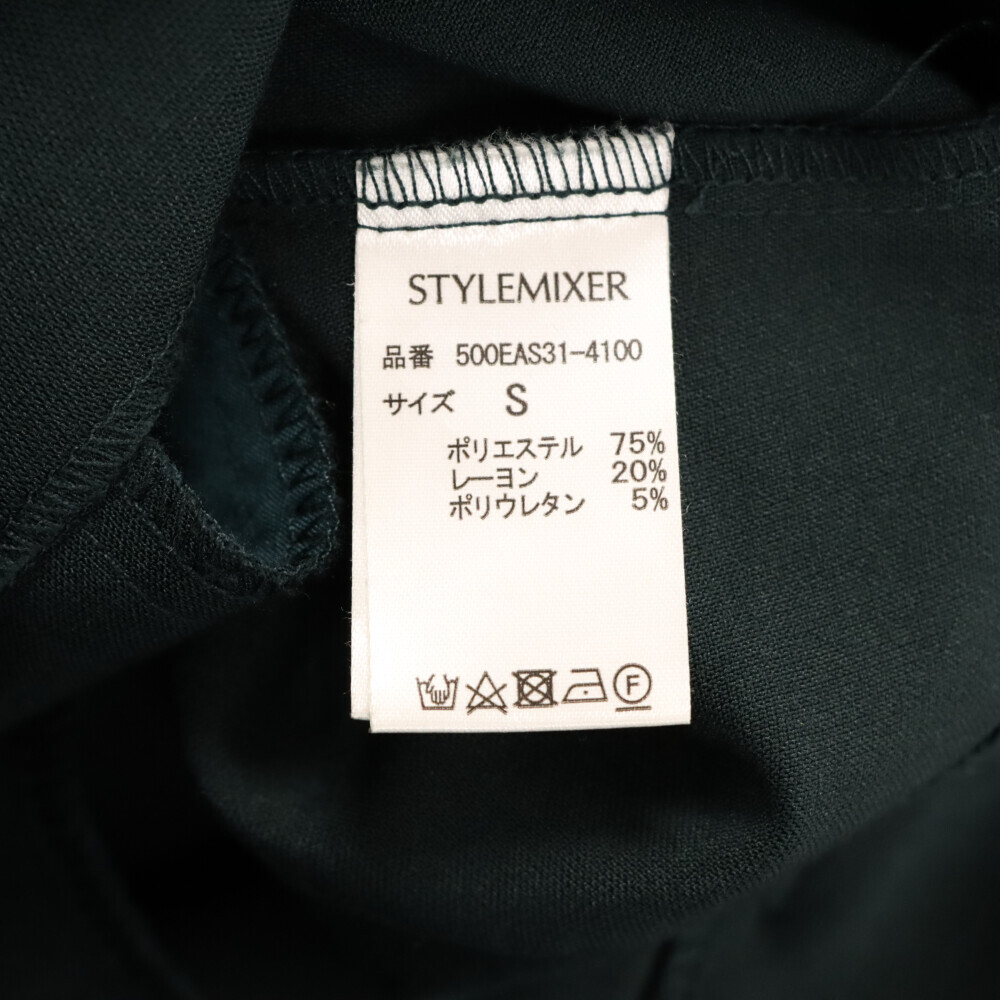 STYLEMIXER
品番 500EAS31-4100
サイズ S
ポリエステル 75%
レーヨン 20%
ポリウレタン 5%
F